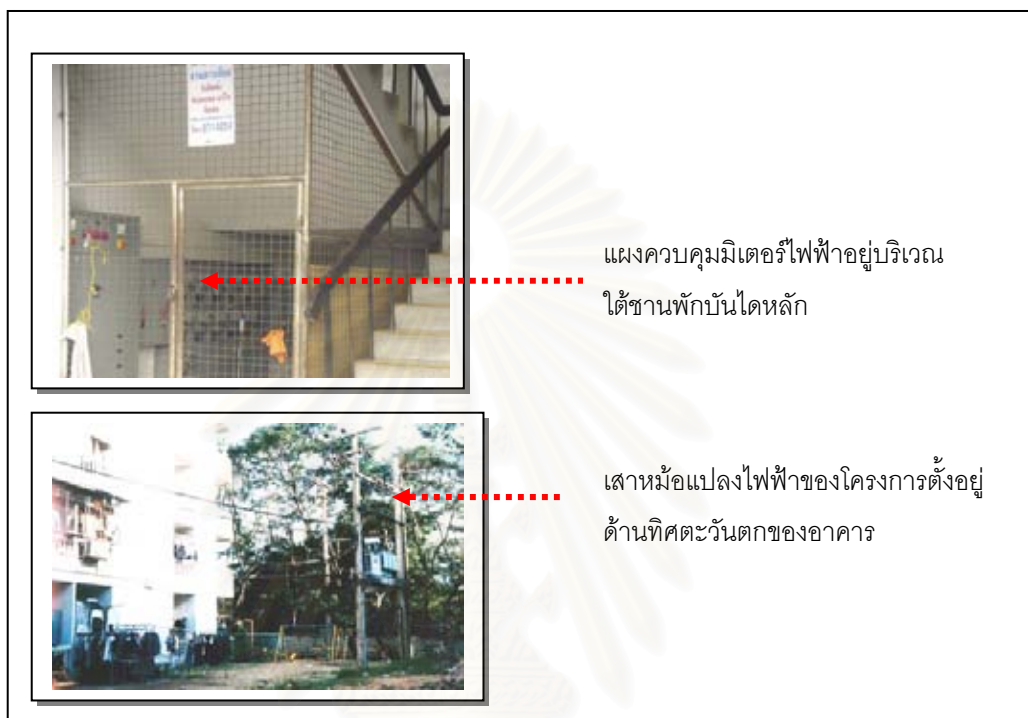 แผงควบคุมมิเตอร์ไฟฟ้าอยู่บริเวณ
ใต้ชานพักบันไดหลัก
เสาหม้อแปลงไฟฟ้าของโครงการตั้งอยู่
ด้านทิศตะวันตกของอาคาร